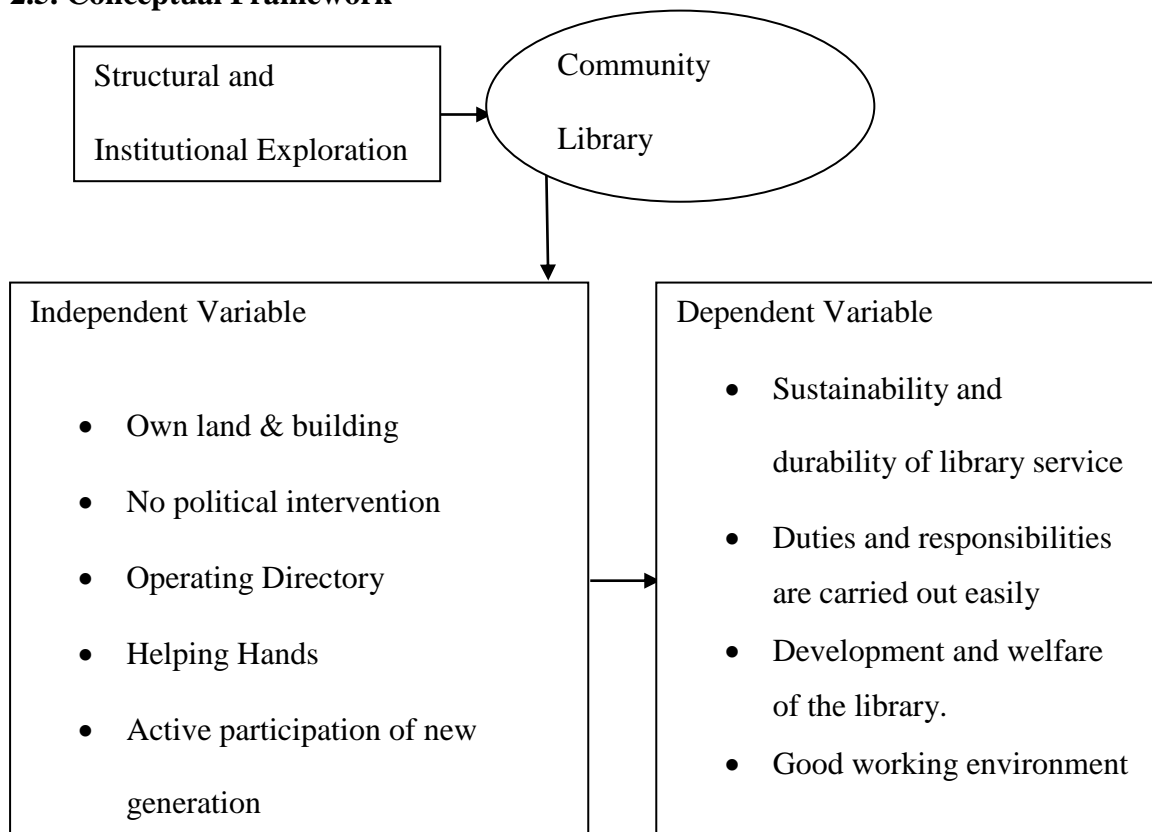 2.5: Conceptual Framework
Structural and
Institutional Exploration
Community
Library
Independent Variable
• Own land & building
• No political intervention
• Operating Directory
• Helping Hands
• Active participation of new
generation
Dependent Variable
• Sustainability and
durability of library service
• Duties and responsibilities
are carried out easily
• Development and welfare
of the library.
• Good working environment